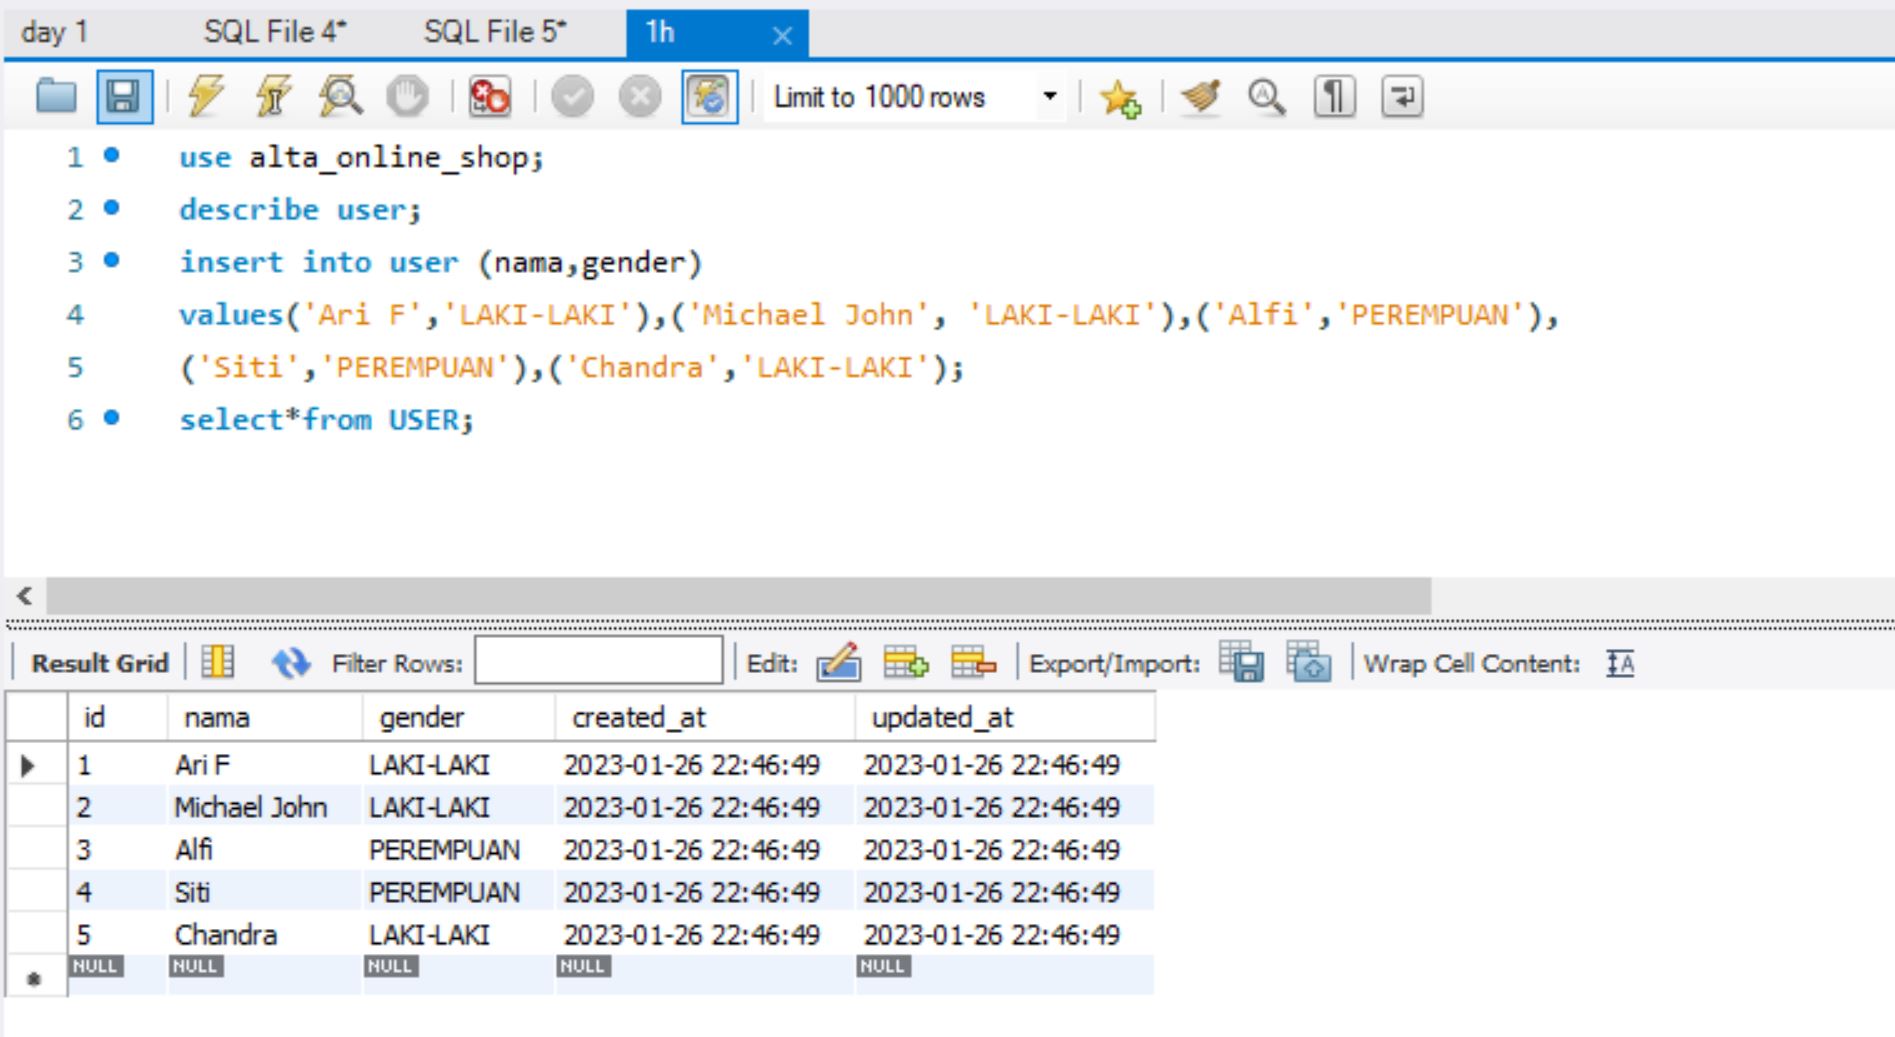 day 1 SQL File 4* SQL File 5* 1h
Limit to 1000 rows
1 use alta_online_shop;
2 describe user;
3 insert into user (nama,gender)
4 values('Ari F','LAKI-LAKI'),('Michael John', 'LAKI-LAKI'),('Alfi','PEREMPUAN'),
5 ('Siti','PEREMPUAN'),('Chandra','LAKI-LAKI');
6 select*from USER;
Result Grid Filter Rows: Edit: Export/Import: Wrap Cell Content:
id nama gender created_at updated_at
1 Ari F LAKI-LAKI 2023-01-26 22:46:49 2023-01-26 22:46:49
2 Michael John LAKI-LAKI 2023-01-26 22:46:49 2023-01-26 22:46:49
3 Alfi PEREMPUAN 2023-01-26 22:46:49 2023-01-26 22:46:49
4 Siti PEREMPUAN 2023-01-26 22:46:49 2023-01-26 22:46:49
5 Chandra LAKI-LAKI 2023-01-26 22:46:49 2023-01-26 22:46:49
NULL NULL NULL NULL NULL